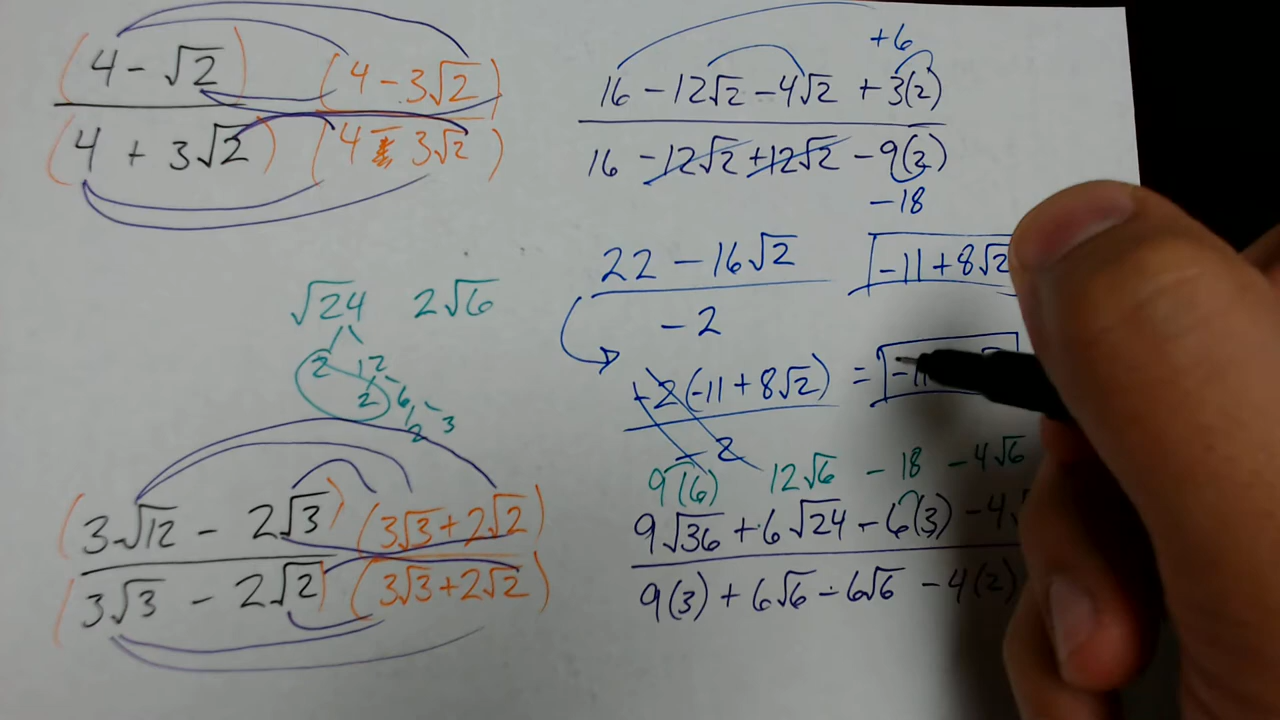 (4 - √2) (4 - 3√2)
(4 + 3√2) (4 - 3√2)
+6
16 - 12√2 - 4√2 + 3(2)
16 - 12√2 + 12√2 - 9(2)
-18
22 - 16√2
-2
-11 + 8√2
-2(-11 + 8√2) = -11
-2
√24 2√6
2 12
2 6
2 3
(3√12 - 2√3) (3√3 + 2√2)
(3√3 - 2√2) (3√3 + 2√2)
9(6) 12√6 - 18 - 4√6
9√36 + 6√24 - 6(3) - 4√
9(3) + 6√6 - 6√6 - 4(2)